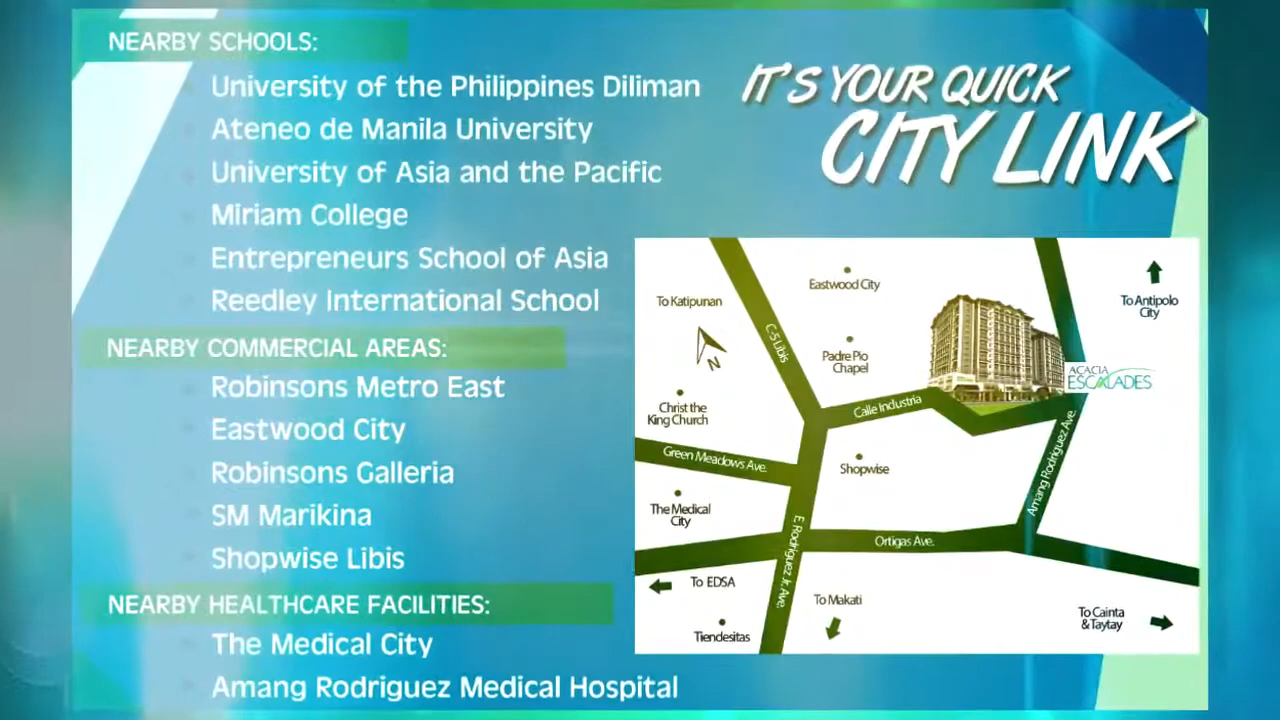 NEARBY SCHOOLS:
University of the Philippines Diliman
Ateneo de Manila University
University of Asia and the Pacific
Miriam College
Entrepreneurs School of Asia
Reedley International School
NEARBY COMMERCIAL AREAS:
Robinsons Metro East
Eastwood City
Robinsons Galleria
SM Marikina
Shopwise Libis
NEARBY HEALTHCARE FACILITIES:
The Medical City
Amang Rodriguez Medical Hospital
IT'S YOUR QUICK
CITY LINK
Eastwood City
To Katipunan
To Antipolo
City
C-5 Libis
N
Padre Pio
Chapel
ACACIA
ESCALADES
Christ the
King Church
Calle Industria
Green Meadows Ave.
Shopwise
Amang Rodriguez Ave.
The Medical
City
E. Rodriguez Jr. Ave.
Ortigas Ave.
To EDSA
To Makati
Tiendesitas
To Cainta
& Taytay